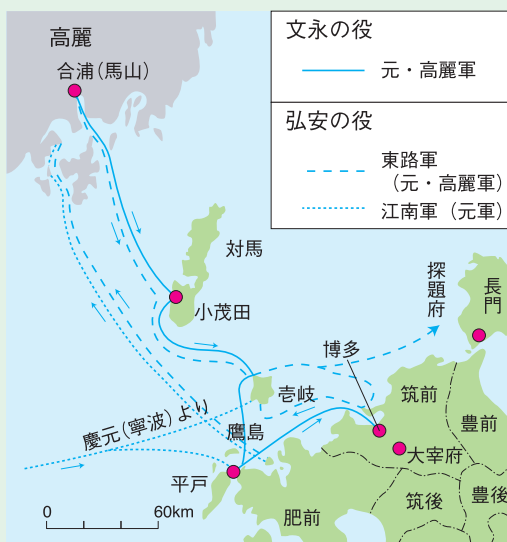 高麗
合浦(馬山)
文永の役
元・高麗軍
弘安の役
東路軍
(元・高麗軍)
江南軍(元軍)
対馬
小茂田
探題府
長門
博多
壱岐
筑前
豊前
慶元(寧波)より
鷹島
大宰府
平戸
筑後
豊後
肥前
0 60km